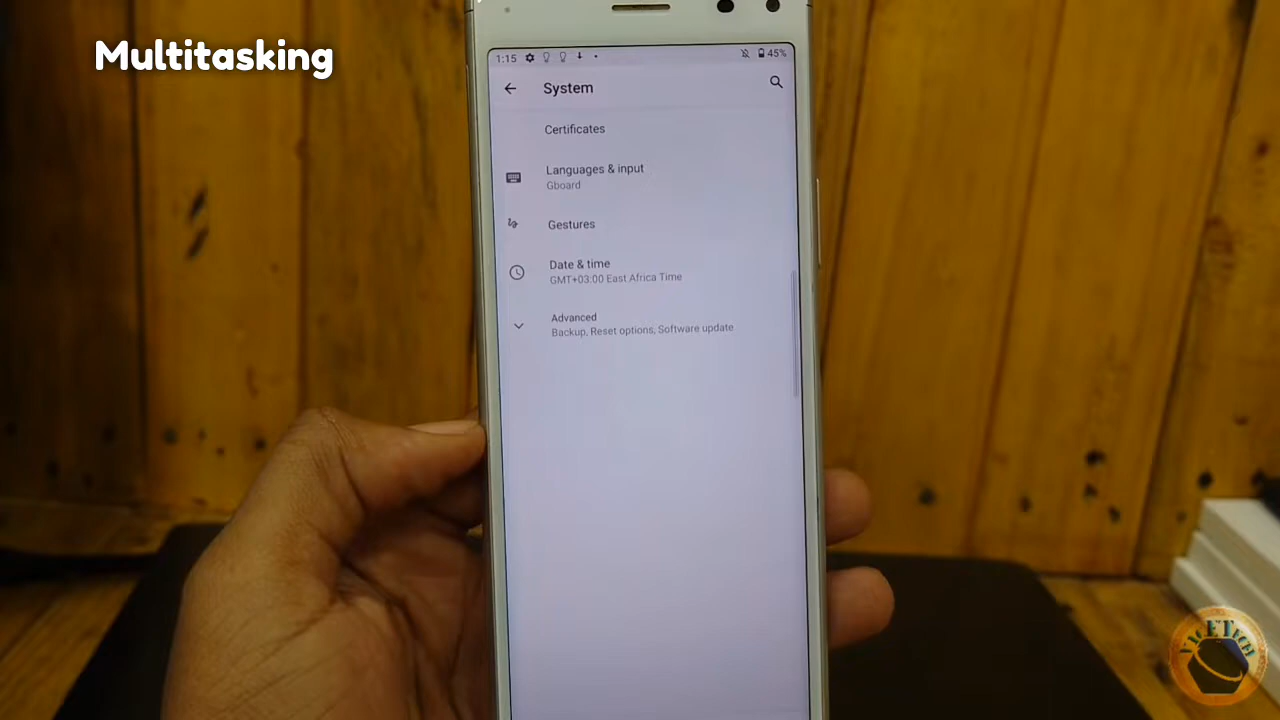 Multitasking
1:15
45%
System
Certificates
Languages & input
Gboard
Gestures
Date & time
GMT+03:00 East Africa Time
Advanced
Backup, Reset options, Software update